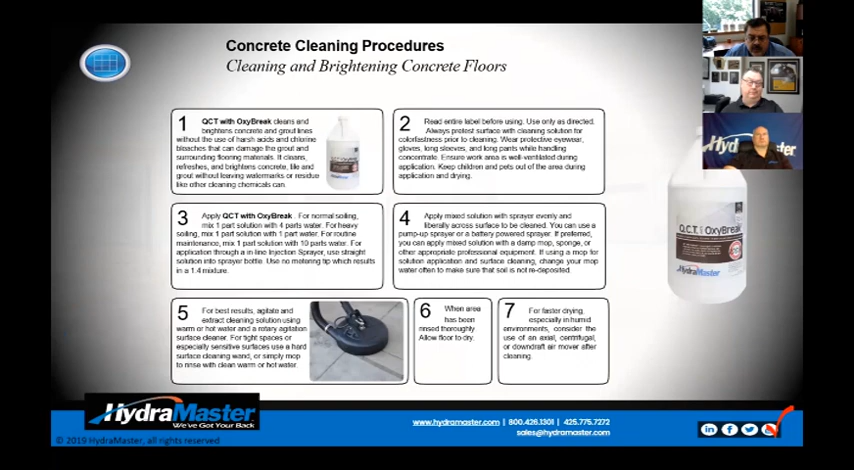 Concrete Cleaning Procedures
Cleaning and Brightening Concrete Floors
1 QCT with OxyBreak cleans and
brightens concrete and grout lines
without the use of harsh acids and chlorine
bleaches that can damage the grout and
surrounding flooring materials. It cleans,
refreshes, and brightens concrete, tile and
grout without leaving watermarks or residue
like other cleaning chemicals can.
2 Read entire label before using. Use only as directed.
Always pretest surface with cleaning solution for
colorfastness prior to cleaning. Wear protective eyewear,
gloves, long sleeves, and long pants while handling
concentrate. Ensure work area is well-ventilated during
application. Keep children and pets out of the area during
application and drying.
3 Apply QCT with OxyBreak . For normal soiling,
mix 1 part solution with 4 parts water. For heavy
soiling, mix 1 part solution with 1 part water. For routine
maintenance, mix 1 part solution with 10 parts water. For
application through a in-line Injection Sprayer, use straight
solution into sprayer bottle. Use no metering tip which results
in a 1.4 mixture.
4 Apply mixed solution with sprayer evenly and
liberally across surface to be cleaned. You can use a
pump-up sprayer or a battery powered sprayer. If preferred,
you can apply mixed solution with a damp mop, sponge, or
other appropriate professional equipment. If using a mop for
solution application and surface cleaning, change your mop
water often to make sure that soil is not re-deposited.
5 For best results, agitate and
extract cleaning solution using
warm or hot water and a rotary agitation
surface cleaner. For tight spaces or
especially sensitive surfaces use a hard
surface cleaning wand, or simply mop
to rinse with clean warm or hot water.
6 When area
has been
rinsed thoroughly
Allow floor to dry.
7 For faster drying,
especially in humid
environments, consider the
use of an axial, centrifugal,
or downdraft air mover after
cleaning.
Q.C.T. OxyBreak
HydraMaster
Hyd
HydraMaster
WE'VE GOT YOUR BACK
www.hydramaster.com | 800.426.1301 | 425.775.7272
sales@hydramaster.com
© 2019 HydraMaster, all rights reserved